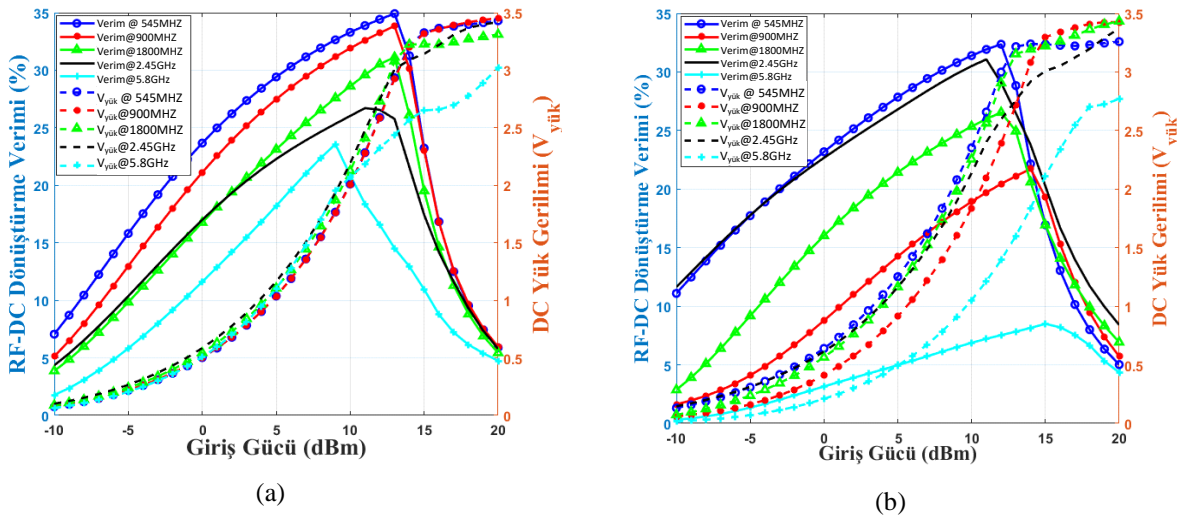 Verim @ 545MHZ
Verim@900MHZ
Verim@1800MHZ
Verim@2.45GHz
Verim@5.8GHz
Vyük @ 545MHZ
Vyük@900MHZ
Vyük@1800MHZ
Vyük@2.45GHz
Vyük@5.8GHz
RF-DC Dönüştürme Verimi (%)
35
30
25
20
15
10
5
0
-10 -5 0 5 10 15 20
Giriş Gücü (dBm)
3.5
3
2.5
2
1.5
1
0.5
0
DC Yük Gerilimi (Vyük)
(a)
Verim @ 545MHZ
Verim@900MHZ
Verim@1800MHZ
Verim@2.45GHz
Verim@5.8GHz
Vyük @ 545MHZ
Vyük@900MHZ
Vyük@1800MHZ
Vyük@2.45GHz
Vyük@5.8GHz
RF-DC Dönüştürme Verimi (%)
35
30
25
20
15
10
5
0
-10 -5 0 5 10 15 20
Giriş Gücü (dBm)
3.5
3
2.5
2
1.5
1
0.5
0
DC Yük Gerilimi (Vyük)
(b)